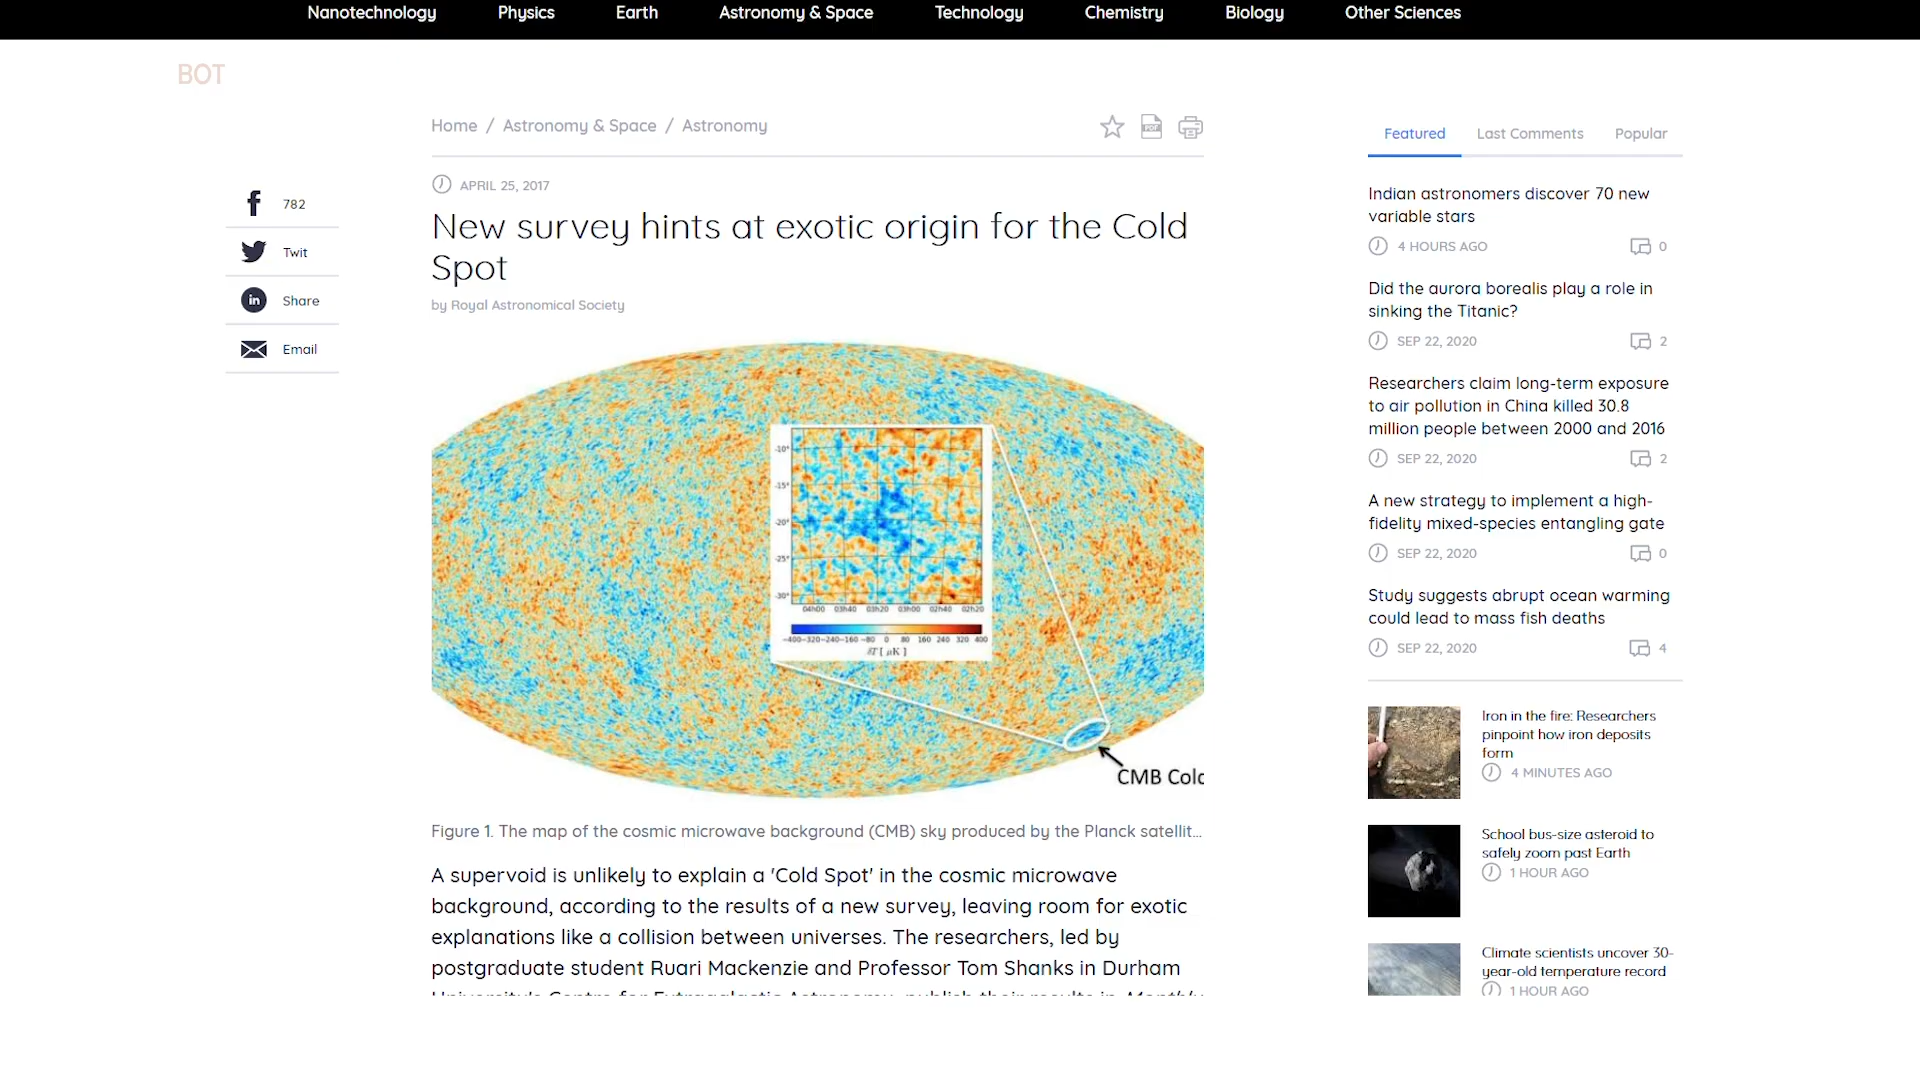 Nanotechnology Physics Earth Astronomy & Space Technology Chemistry Biology Other Sciences
BOT
Home / Astronomy & Space / Astronomy
PDF
APRIL 25, 2017
New survey hints at exotic origin for the Cold
Spot
by Royal Astronomical Society
782
Twit
in Share
Email
-10°
-15°
-20°
-25°
-30°
04h00 03h40 03h20 03h00 02h40 02h20
-400 -320 -240 -160 -80 0 80 160 240 320 400
δT [ μK ]
CMB Cold
Figure 1. The map of the cosmic microwave background (CMB) sky produced by the Planck satellit...
A supervoid is unlikely to explain a 'Cold Spot' in the cosmic microwave
background, according to the results of a new survey, leaving room for exotic
explanations like a collision between universes. The researchers, led by
postgraduate student Ruari Mackenzie and Professor Tom Shanks in Durham
University's Centre for Extragalactic Astronomy, publish their results in Monthly
Featured Last Comments Popular
Indian astronomers discover 70 new
variable stars
4 HOURS AGO 0
Did the aurora borealis play a role in
sinking the Titanic?
SEP 22, 2020 2
Researchers claim long-term exposure
to air pollution in China killed 30.8
million people between 2000 and 2016
SEP 22, 2020 2
A new strategy to implement a high-
fidelity mixed-species entangling gate
SEP 22, 2020 0
Study suggests abrupt ocean warming
could lead to mass fish deaths
SEP 22, 2020 4
Iron in the fire: Researchers
pinpoint how iron deposits
form
4 MINUTES AGO
School bus-size asteroid to
safely zoom past Earth
1 HOUR AGO
Climate scientists uncover 30-
year-old temperature record
1 HOUR AGO